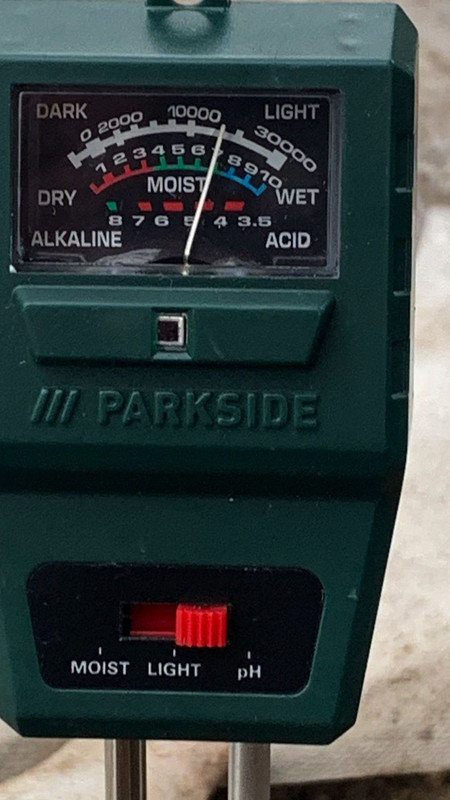 DARK LIGHT
0 2000 10000 30000
1 2 3 4 5 6 7 8 9 10
MOIST
DRY WET
8 7 6 5 4 3.5
ALKALINE ACID
/// PARKSIDE
MOIST LIGHT pH